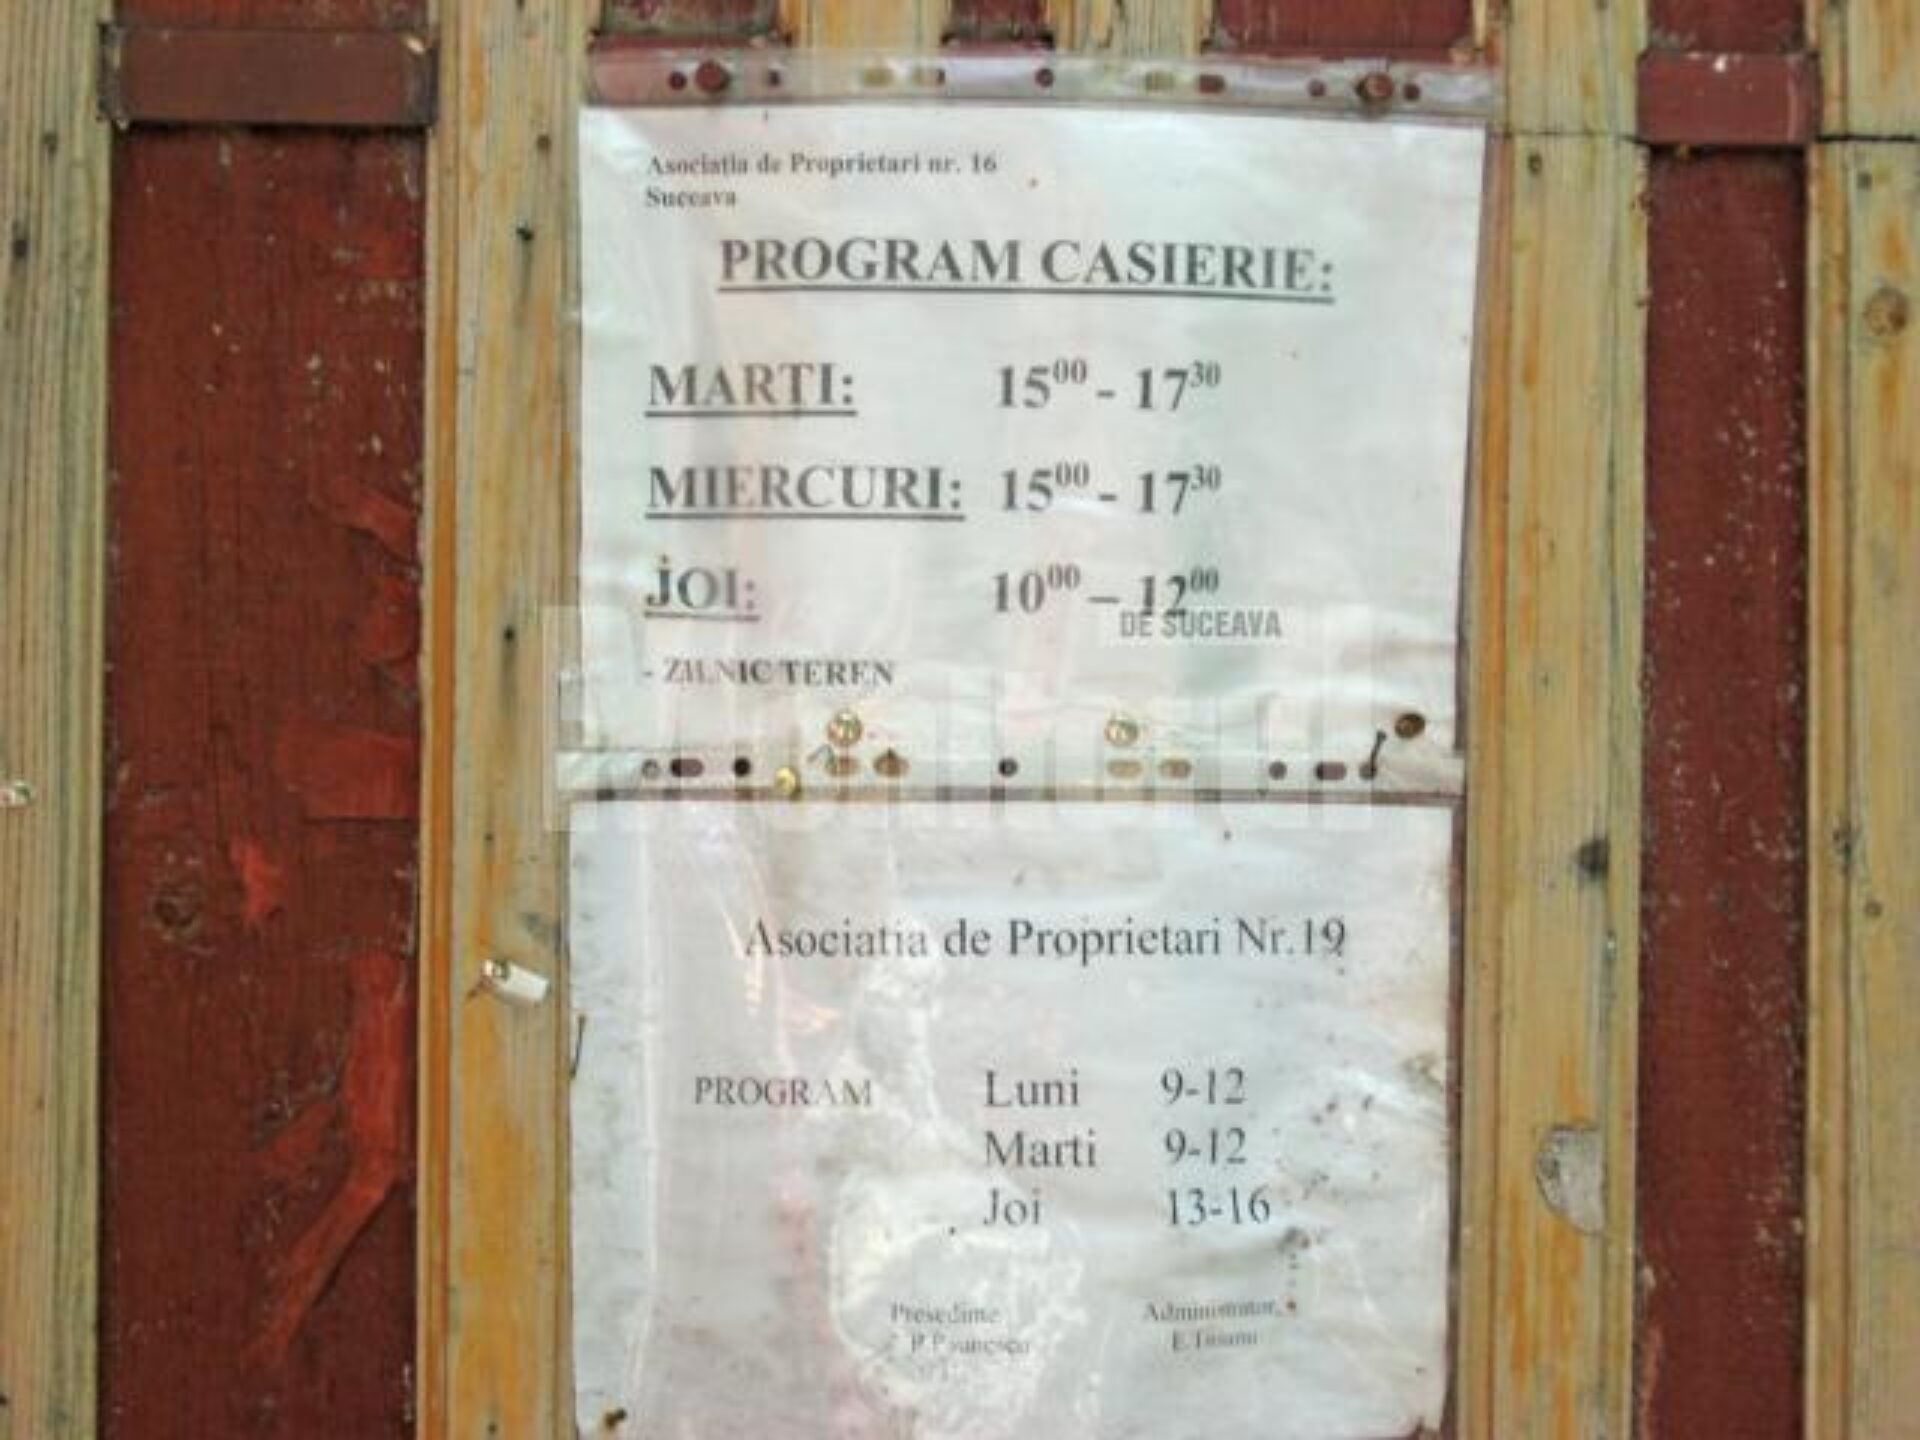 Asociația de Proprietari nr. 16
Suceava
PROGRAM CASIERIE:
MARTI: 15⁰⁰ - 17³⁰
MIERCURI: 15⁰⁰ - 17³⁰
JOI: 10⁰⁰ – 12⁰⁰
DE SUCEAVA
- ZILNIC TEREN
Asociatia de Proprietari Nr.19
PROGRAM Luni 9-12
Marti 9-12
Joi 13-16
Presedinte Administrator,